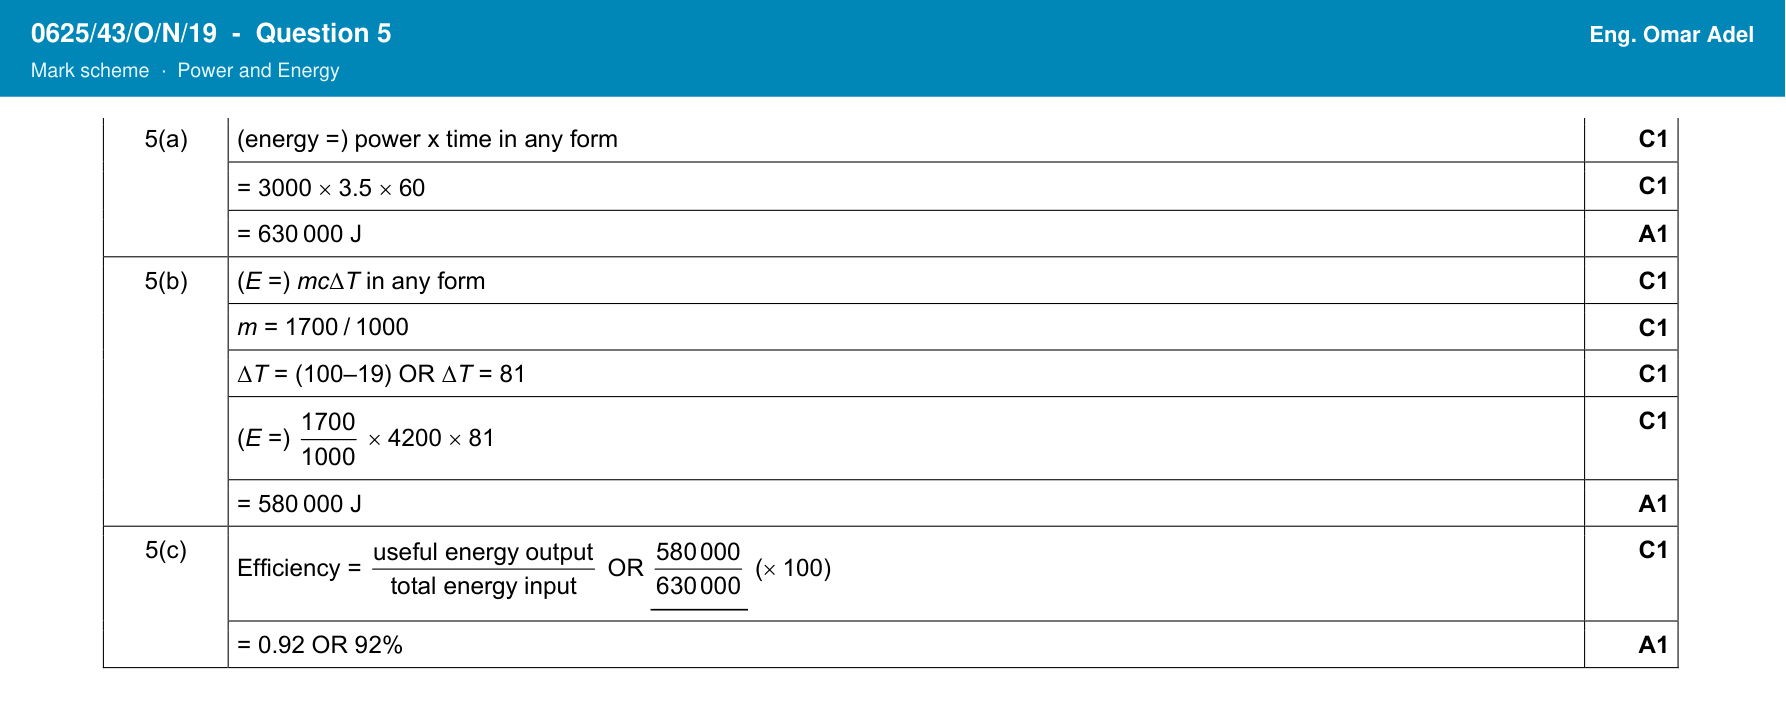 0625/43/O/N/19 - Question 5
Eng. Omar Adel
Mark scheme · Power and Energy
5(a) (energy =) power x time in any form C1
= 3000 × 3.5 × 60 C1
= 630 000 J A1
5(b) (E =) mcΔT in any form C1
m = 1700 / 1000 C1
ΔT = (100–19) OR ΔT = 81 C1
(E =) 1700/1000 × 4200 × 81 C1
= 580 000 J A1
5(c) Efficiency = useful energy output/total energy input OR 580 000/630 000 (× 100) C1
= 0.92 OR 92% A1